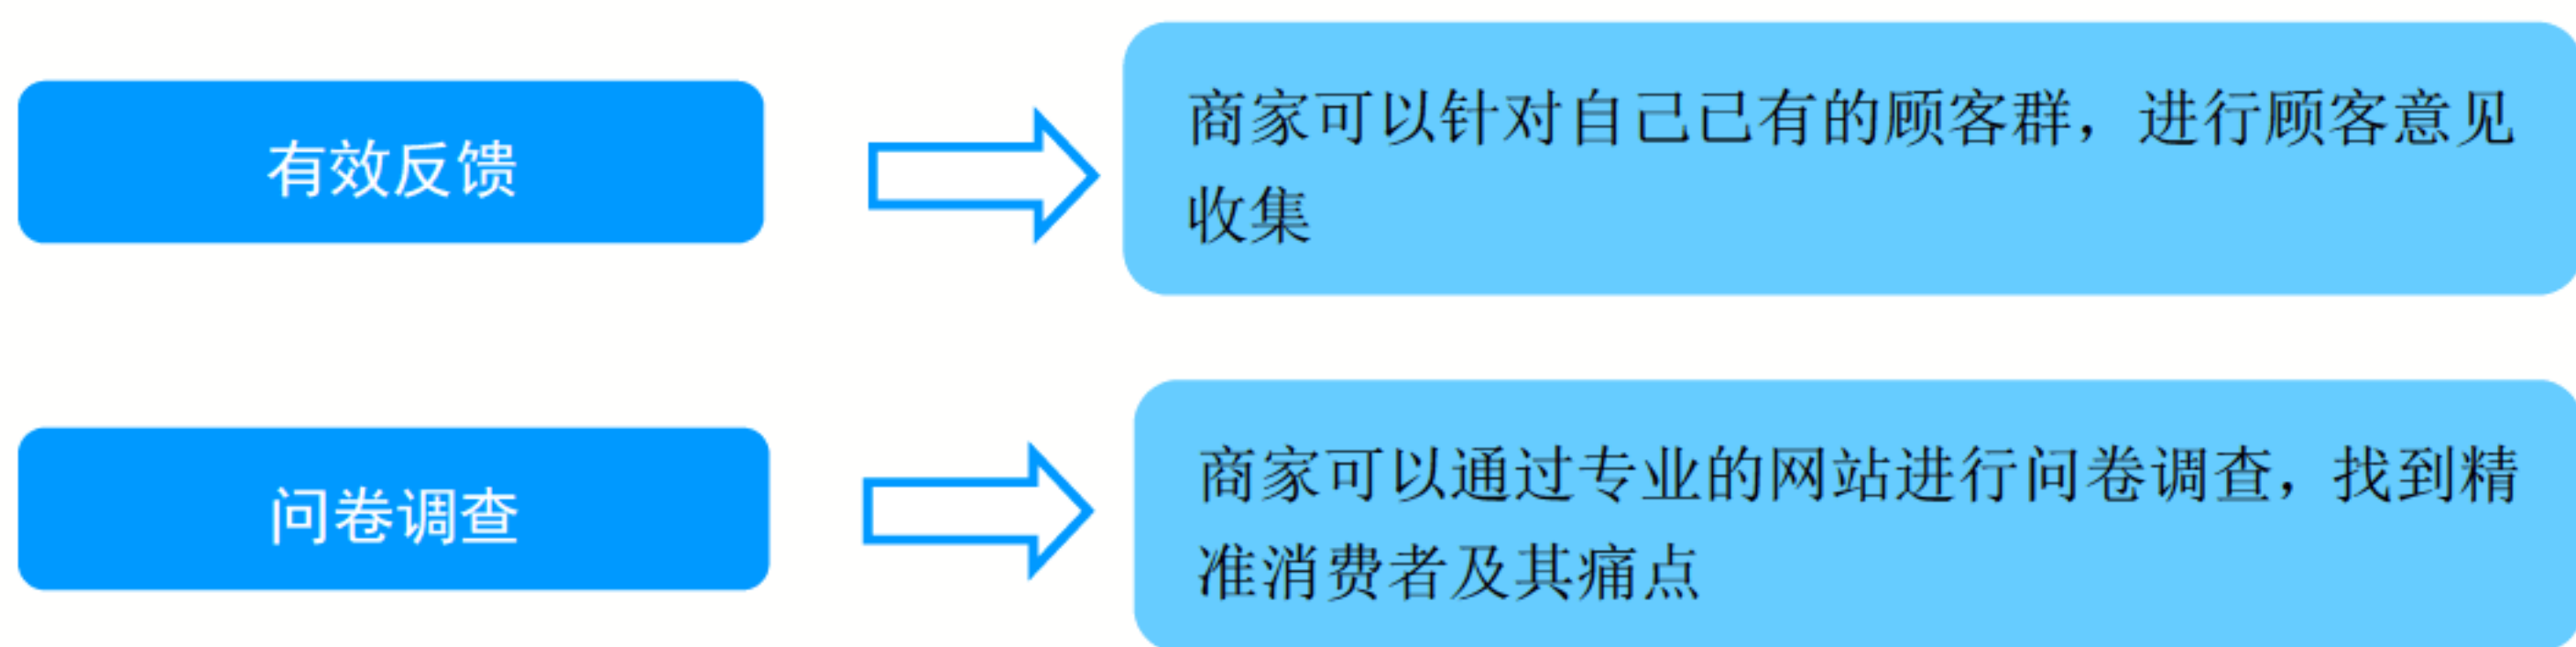 有效反馈
商家可以针对自己已有的顾客群，进行顾客意见
收集
问卷调查
商家可以通过专业的网站进行问卷调查，找到精
准消费者及其痛点